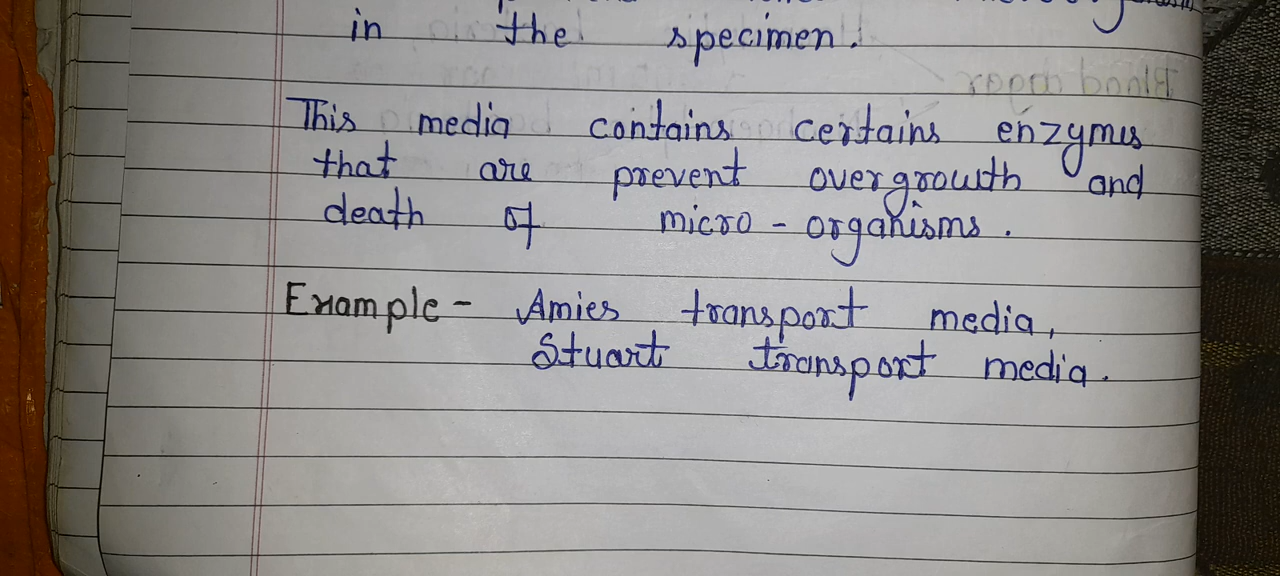 in the specimen.
This media contains certains enzymes
that are prevent overgrowth and
death of micro-organisms.
Example - Amies transport media,
Stuart transport media.